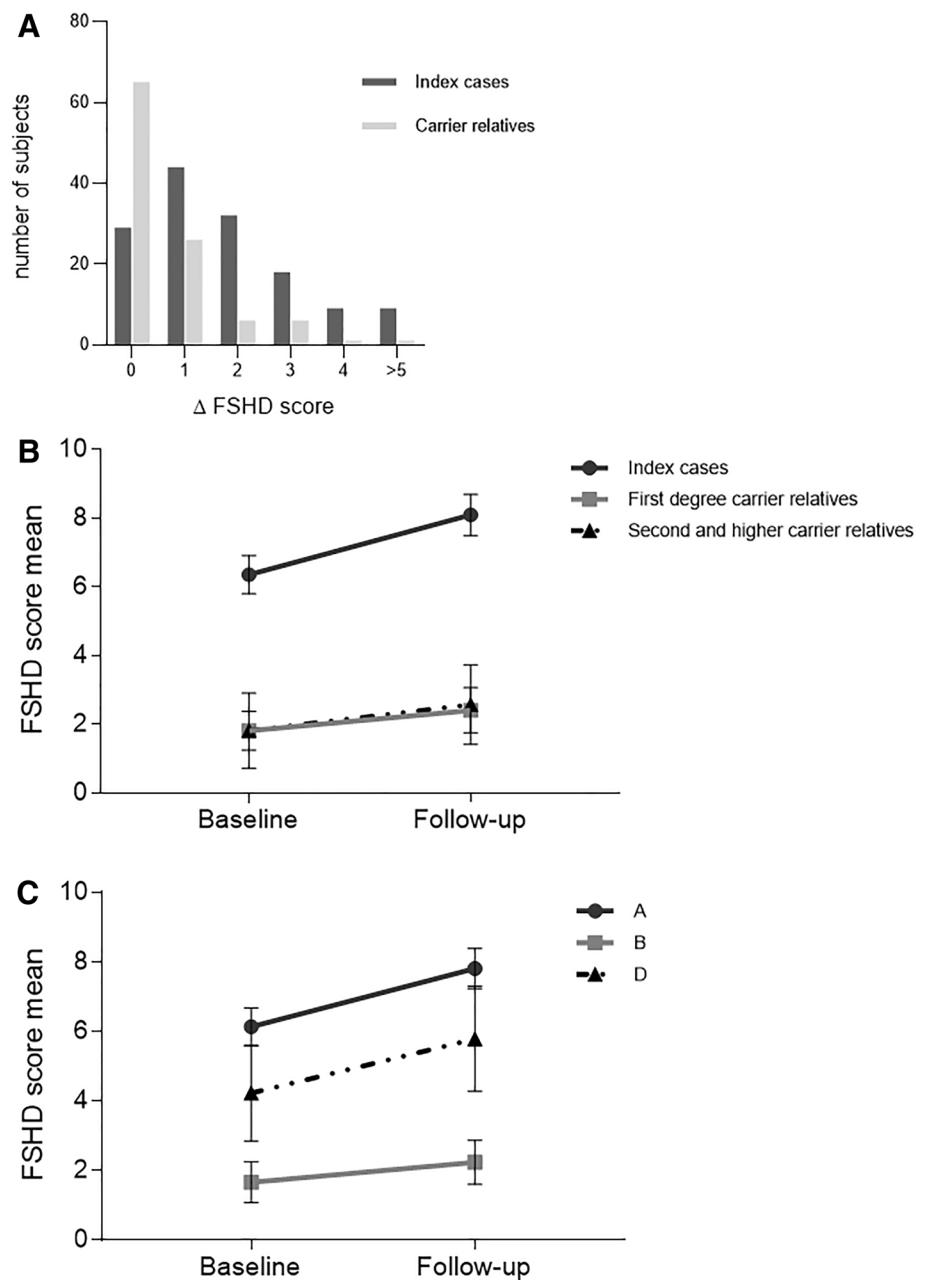 A
80
60
40
20
0
number of subjects
Index cases
Carrier relatives
0 1 2 3 4 >5
Δ FSHD score
B
10
8
6
4
2
0
FSHD score mean
Index cases
First degree carrier relatives
Second and higher carrier relatives
Baseline Follow-up
C
10
8
6
4
2
0
FSHD score mean
A
B
D
Baseline Follow-up